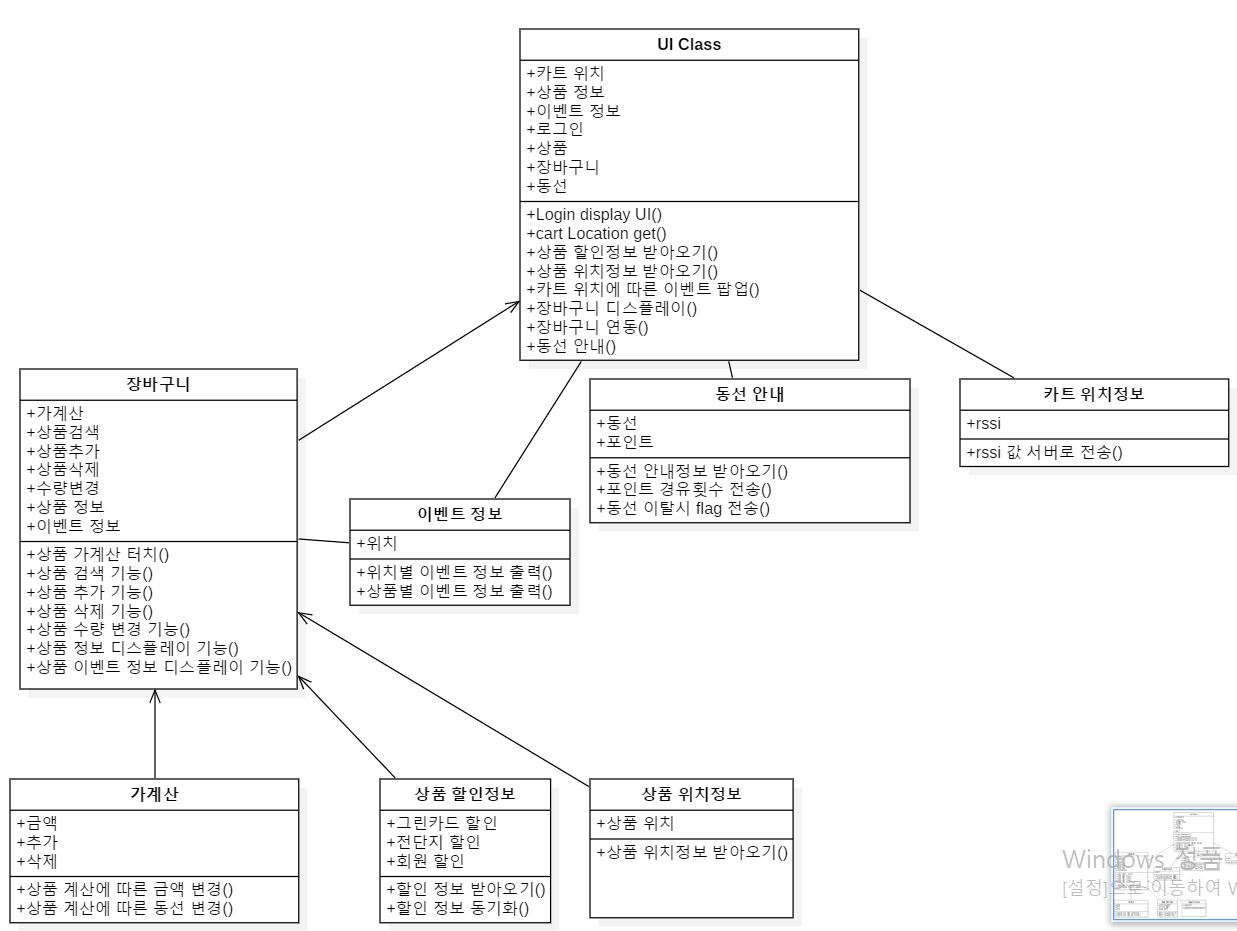 UI Class
+카트 위치
+상품 정보
+이벤트 정보
+로그인
+상품
+장바구니
+동선
+Login display UI()
+cart Location get()
+상품 할인정보 받아오기()
+상품 위치정보 받아오기()
+카트 위치에 따른 이벤트 팝업()
+장바구니 디스플레이()
+장바구니 연동()
+동선 안내()
장바구니
+가계산
+상품검색
+상품추가
+상품삭제
+수량변경
+상품 정보
+이벤트 정보
+상품 가계산 터치()
+상품 검색 기능()
+상품 추가 기능()
+상품 삭제 기능()
+상품 수량 변경 기능()
+상품 정보 디스플레이 기능()
+상품 이벤트 정보 디스플레이 기능()
이벤트 정보
+위치
+위치별 이벤트 정보 출력()
+상품별 이벤트 정보 출력()
동선 안내
+동선
+포인트
+동선 안내정보 받아오기()
+포인트 경유횟수 전송()
+동선 이탈시 flag 전송()
카트 위치정보
+rssi
+rssi 값 서버로 전송()
가계산
+금액
+추가
+삭제
+상품 계산에 따른 금액 변경()
+상품 계산에 따른 동선 변경()
상품 할인정보
+그린카드 할인
+전단지 할인
+회원 할인
+할인 정보 받아오기()
+할인 정보 동기화()
상품 위치정보
+상품 위치
+상품 위치정보 받아오기()
Windows 정품
[설정]으로 이동하여 W